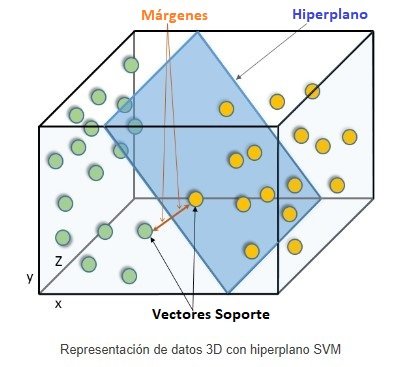 Márgenes
Hiperplano
Z
y
x
Vectores Soporte
Representación de datos 3D con hiperplano SVM